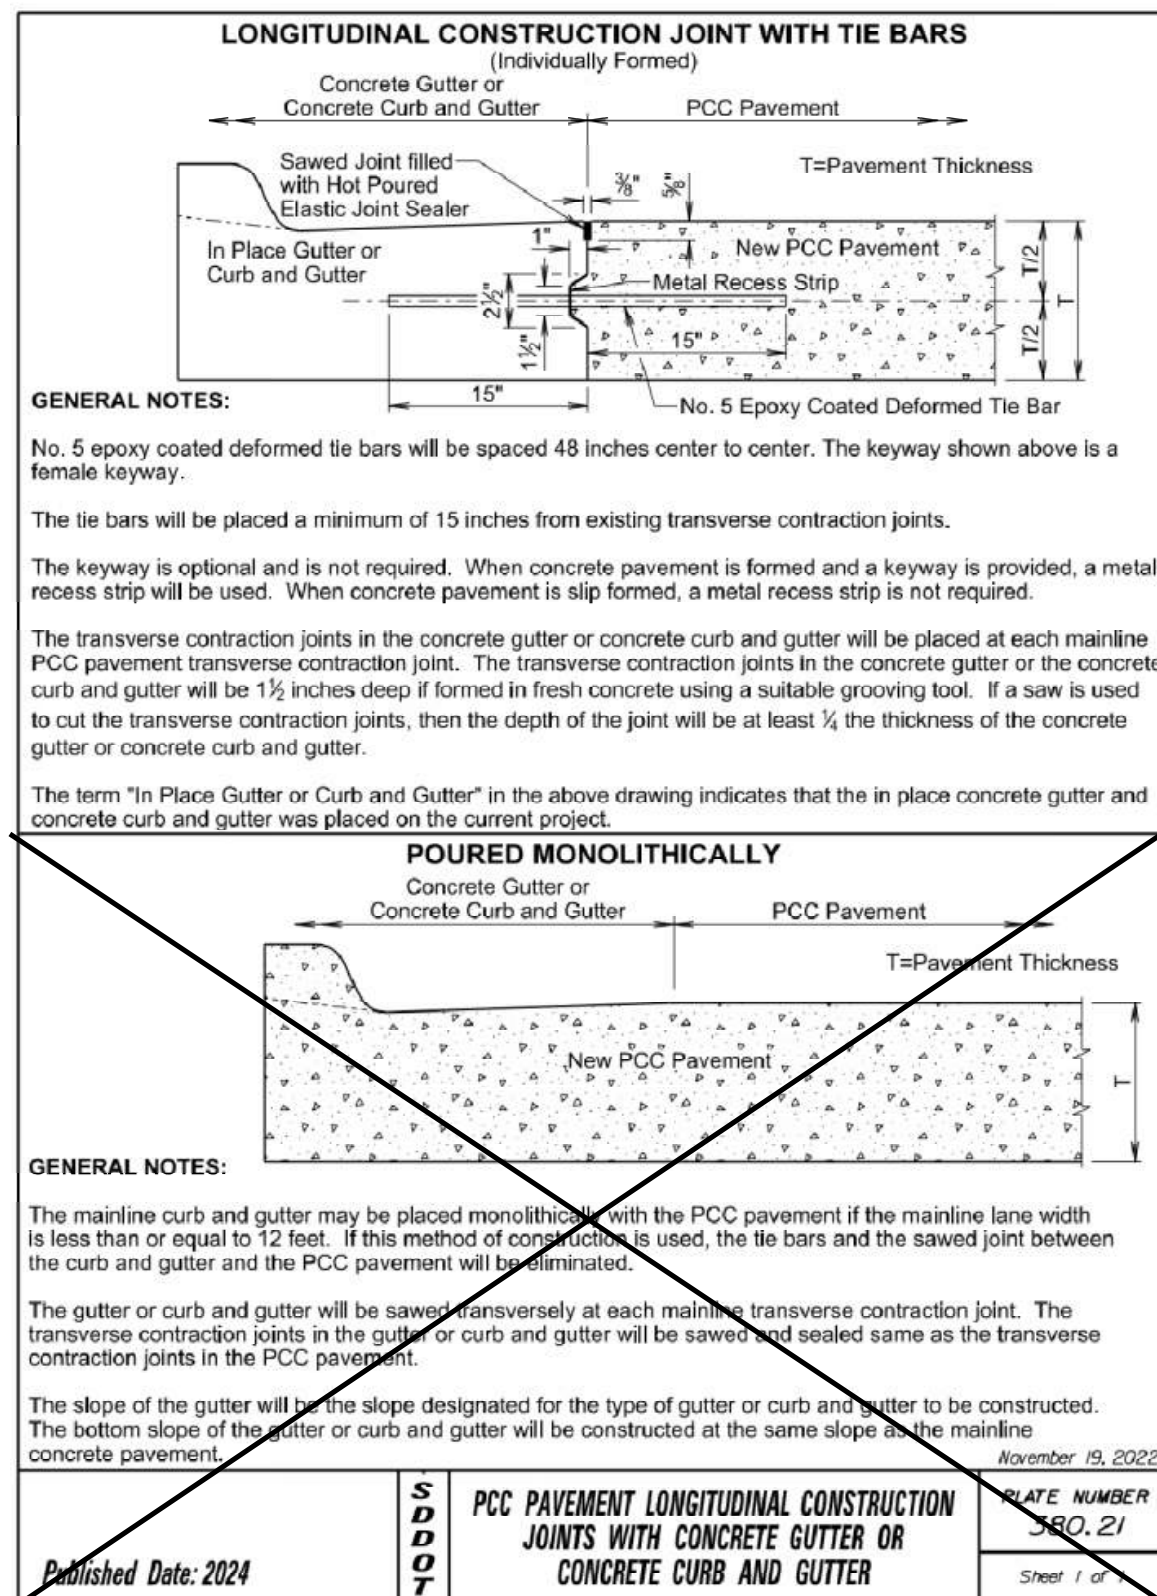 LONGITUDINAL CONSTRUCTION JOINT WITH TIE BARS
(Individually Formed)
Concrete Gutter or
Concrete Curb and Gutter
PCC Pavement
Sawed Joint filled
with Hot Poured
Elastic Joint Sealer
3/8"
5/8"
T=Pavement Thickness
1"
In Place Gutter or
Curb and Gutter
New PCC Pavement
Metal Recess Strip
2½"
1½"
15"
15"
T/2
T/2
T
No. 5 Epoxy Coated Deformed Tie Bar
GENERAL NOTES:
No. 5 epoxy coated deformed tie bars will be spaced 48 inches center to center. The keyway shown above is a
female keyway.
The tie bars will be placed a minimum of 15 inches from existing transverse contraction joints.
The keyway is optional and is not required. When concrete pavement is formed and a keyway is provided, a metal
recess strip will be used. When concrete pavement is slip formed, a metal recess strip is not required.
The transverse contraction joints in the concrete gutter or concrete curb and gutter will be placed at each mainline
PCC pavement transverse contraction joint. The transverse contraction joints in the concrete gutter or the concrete
curb and gutter will be 1½ inches deep if formed in fresh concrete using a suitable grooving tool. If a saw is used
to cut the transverse contraction joints, then the depth of the joint will be at least ¼ the thickness of the concrete
gutter or concrete curb and gutter.
The term "In Place Gutter or Curb and Gutter" in the above drawing indicates that the in place concrete gutter and
concrete curb and gutter was placed on the current project.
POURED MONOLITHICALLY
Concrete Gutter or
Concrete Curb and Gutter
PCC Pavement
T=Pavement Thickness
New PCC Pavement
T
GENERAL NOTES:
The mainline curb and gutter may be placed monolithically with the PCC pavement if the mainline lane width
is less than or equal to 12 feet. If this method of construction is used, the tie bars and the sawed joint between
the curb and gutter and the PCC pavement will be eliminated.
The gutter or curb and gutter will be sawed transversely at each mainline transverse contraction joint. The
transverse contraction joints in the gutter or curb and gutter will be sawed and sealed same as the transverse
contraction joints in the PCC pavement.
The slope of the gutter will be the slope designated for the type of gutter or curb and gutter to be constructed.
The bottom slope of the gutter or curb and gutter will be constructed at the same slope as the mainline
concrete pavement.
November 19, 2022
Published Date: 2024
SDDOT
PCC PAVEMENT LONGITUDINAL CONSTRUCTION
JOINTS WITH CONCRETE GUTTER OR
CONCRETE CURB AND GUTTER
PLATE NUMBER
380.21
Sheet 1 of 1